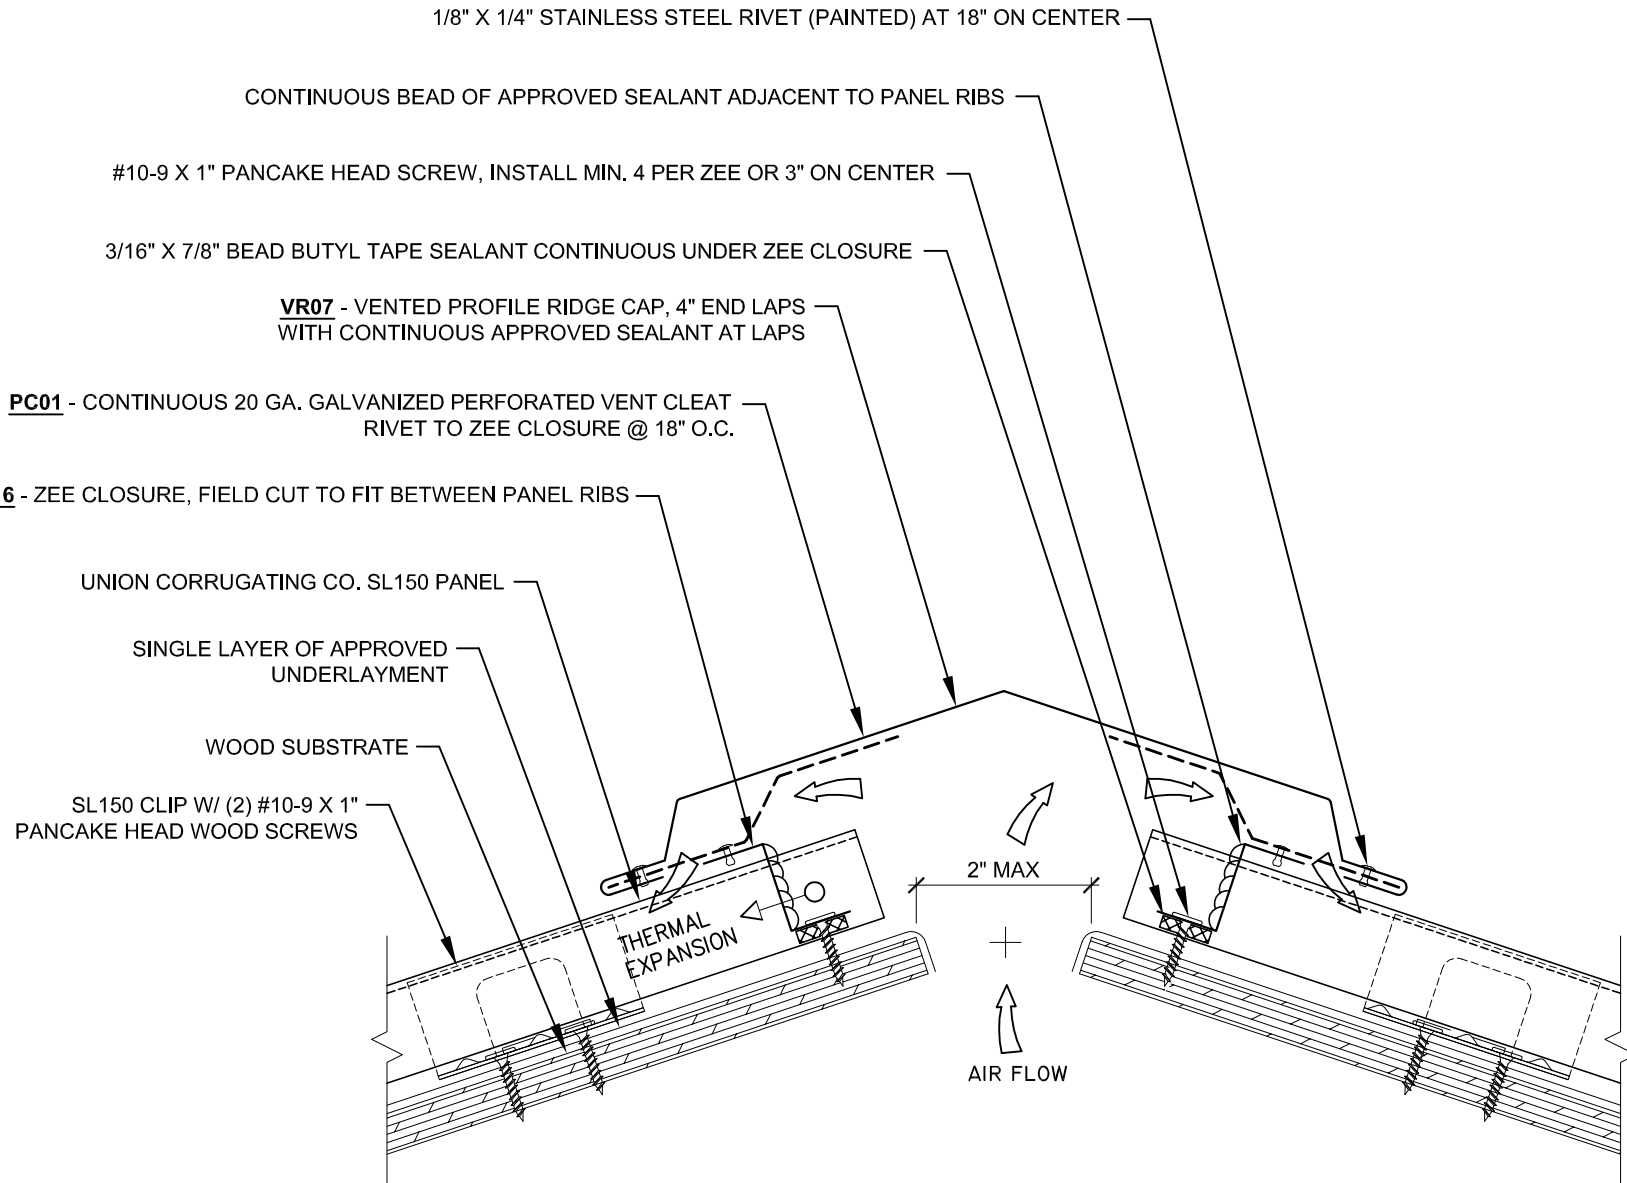 1/8" X 1/4" STAINLESS STEEL RIVET (PAINTED) AT 18" ON CENTER
CONTINUOUS BEAD OF APPROVED SEALANT ADJACENT TO PANEL RIBS
#10-9 X 1" PANCAKE HEAD SCREW, INSTALL MIN. 4 PER ZEE OR 3" ON CENTER
3/16" X 7/8" BEAD BUTYL TAPE SEALANT CONTINUOUS UNDER ZEE CLOSURE
VR07 - VENTED PROFILE RIDGE CAP, 4" END LAPS
WITH CONTINUOUS APPROVED SEALANT AT LAPS
PC01 - CONTINUOUS 20 GA. GALVANIZED PERFORATED VENT CLEAT
RIVET TO ZEE CLOSURE @ 18" O.C.
6 - ZEE CLOSURE, FIELD CUT TO FIT BETWEEN PANEL RIBS
UNION CORRUGATING CO. SL150 PANEL
SINGLE LAYER OF APPROVED
UNDERLAYMENT
WOOD SUBSTRATE
SL150 CLIP W/ (2) #10-9 X 1"
PANCAKE HEAD WOOD SCREWS
2" MAX
THERMAL
EXPANSION
AIR FLOW